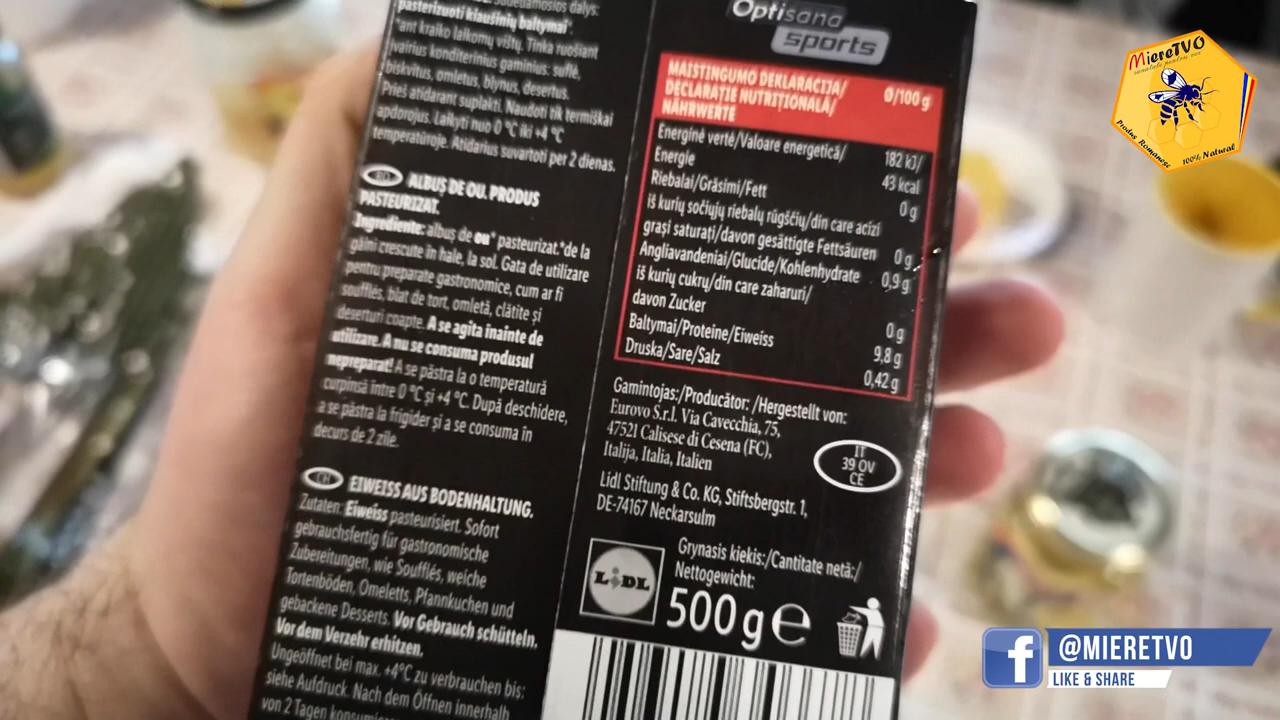 pasterizuoti kiaušinių baltymai*.
*ant kraiko laikomų vištų. Tinka ruošiant
įvairius konditerinius gaminius: suflė,
biskvitus, omletus, blynus, desertus.
Prieš atidarant suplakti. Naudoti tik termiškai
apdorojus. Laikyti nuo 0 °C iki +4 °C
temperatūroje. Atidarius suvartoti per 2 dienas.
RO ALBUȘ DE OU. PRODUS
PASTEURIZAT.
Ingrediente: albuș de ou* pasteurizat.*de la
găini crescute în hale, la sol. Gata de utilizare
pentru preparate gastronomice, cum ar fi
soufflés, blat de tort, omletă, clătite și
deserturi coapte. A se agita înainte de
utilizare. A nu se consuma produsul
nepreparat! A se păstra la o temperatură
curpinsă între 0 °C și +4 °C. După deschidere,
a se păstra la frigider și a se consuma în
decurs de 2 zile.
CH EIWEISS AUS BODENHALTUNG.
Zutaten: Eiweiss pasteurisiert. Sofort
gebrauchsfertig für gastronomische
Zubereitungen, wie Soufflés, weiche
Tortenböden, Omeletts, Pfannkuchen und
gebackene Desserts. Vor Gebrauch schütteln.
Vor dem Verzehr erhitzen.
Ungeöffnet bei max. +4°C zu verbrauchen bis:
siehe Aufdruck. Nach dem Öffnen innerhalb
von 2 Tagen
Optisana
sports
MAISTINGUMO DEKLARACIJA/ Ø/100 g
DECLARAȚIE NUTRIȚIONALĂ/
NÄHRWERTE
Energinė vertė/Valoare energetică/ 182 kJ/
Energie 43 kcal
Riebalai/Grăsimi/Fett 0 g
iš kurių sočiųjų riebalų rūgščių/din care acizi
grași saturați/davon gesättigte Fettsäuren 0 g
Angliavandeniai/Glucide/Kohlenhydrate 0,9 g
iš kurių cukrų/din care zaharuri/
davon Zucker 0 g
Baltymai/Proteine/Eiweiss 9,8 g
Druska/Sare/Salz 0,42 g
Gamintojas:/Producător: /Hergestellt von:
Eurovo S.r.l. Via Cavecchia, 75,
47521 Calisese di Cesena (FC),
Italija, Italia, Italien
IT
39 OV
CE
Lidl Stiftung & Co. KG, Stiftsbergstr. 1,
DE-74167 Neckarsulm
LIDL
Grynasis kiekis:/Cantitate netă:/
Nettogewicht:
500 g e
MiereTVO
sanatate pentru voi
Produs Romanesc 100% Natural
f @MIERETVO
LIKE & SHARE